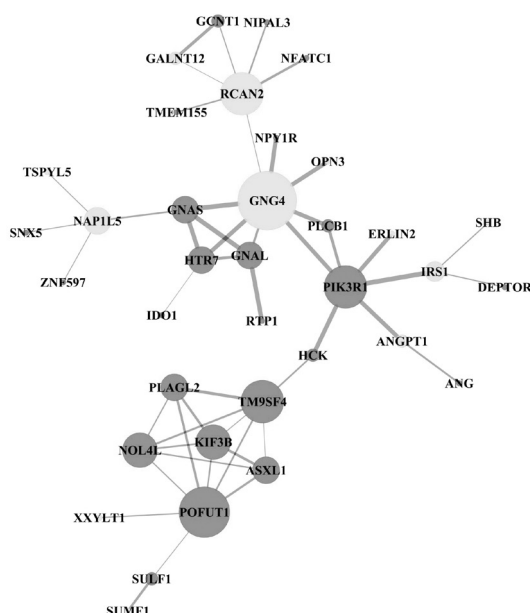 GCNT1
NIPAL3
GALNT12
NFATC1
RCAN2
TMEM155
NPY1R
OPN3
TSPYL5
GNG4
NAP1L5
GNAS
PLCB1
SHB
SNX5
ERLIN2
HTR7
GNAL
IRS1
ZNF597
PIK3R1
DEPTOR
IDO1
RTP1
ANGPT1
HCK
PLAGL2
ANG
TM9SF4
NOL4L
KIF3B
ASXL1
XXYLT1
POFUT1
SULF1
SUMF1